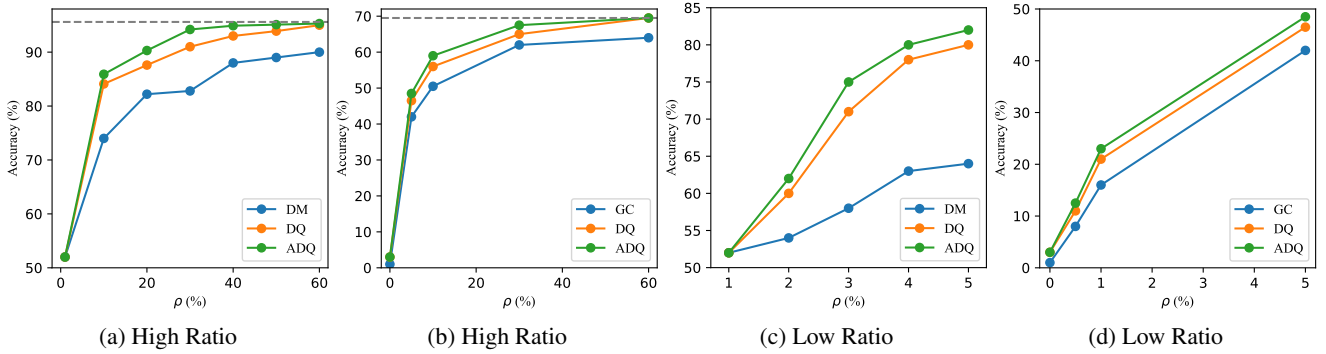 Accuracy (%)
90
80
70
60
50
0
20
40
60
ρ (%)
DM
DQ
ADQ
(a) High Ratio
Accuracy (%)
70
60
50
40
30
20
10
0
0
20
40
60
ρ (%)
GC
DQ
ADQ
(b) High Ratio
Accuracy (%)
85
80
75
70
65
60
55
50
1
2
3
4
5
ρ (%)
DM
DQ
ADQ
(c) Low Ratio
Accuracy (%)
50
40
30
20
10
0
0
1
2
3
4
5
ρ (%)
GC
DQ
ADQ
(d) Low Ratio